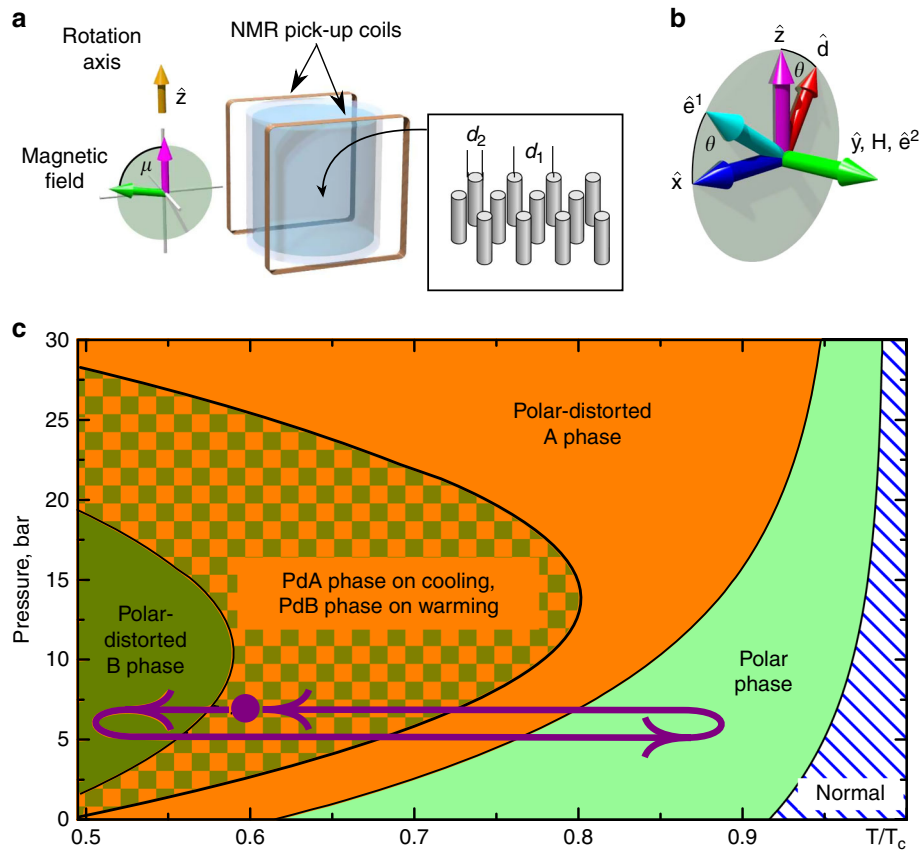 a
Rotation
axis
ẑ
Magnetic
field
μ
NMR pick-up coils
d2
d1
b
ẑ
d̂
θ
ê¹
θ
x̂
ŷ, H, ê²
c
30
25
20
15
10
5
0
Pressure, bar
Polar-distorted
A phase
PdA phase on cooling,
PdB phase on warming
Polar-
distorted
B phase
Polar
phase
Normal
0.5
0.6
0.7
0.8
0.9
T/Tc